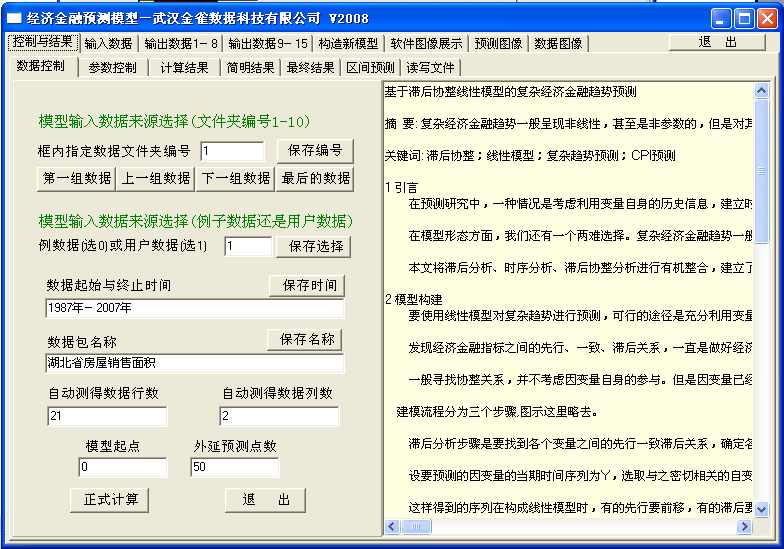 经济金融预测模型－武汉金雀数据科技有限公司 V2008
控制与结果 输入数据 输出数据1－8 输出数据9－15 构造新模型 软件图像展示 预测图像 数据图像 退 出
数据控制 参数控制 计算结果 简明结果 最终结果 区间预测 读写文件
模型输入数据来源选择(文件夹编号1-10)
框内指定数据文件夹编号 1 保存编号
第一组数据 上一组数据 下一组数据 最后的数据
模型输入数据来源选择(例子数据还是用户数据)
例数据(选0)或用户数据(选1) 1 保存选择
数据起始与终止时间 保存时间
1987年－2007年
数据包名称 保存名称
湖北省房屋销售面积
自动测得数据行数 自动测得数据列数
21 2
模型起点 外延预测点数
0 50
正式计算 退 出
基于滞后协整线性模型的复杂经济金融趋势预测
摘 要:复杂经济金融趋势一般呈现非线性，甚至是非参数的，但是对其
关键词:滞后协整；线性模型；复杂趋势预测；CPI预测
1 引言
在预测研究中，一种情况是考虑利用变量自身的历史信息，建立时
在模型形态方面，我们还有一个两难选择。复杂经济金融趋势一般
本文将滞后分析、时序分析、滞后协整分析进行有机整合，建立了
2 模型构建
要使用线性模型对复杂趋势进行预测，可行的途径是充分利用变量
发现经济金融指标之间的先行、一致、滞后关系，一直是做好经济
一般寻找协整关系，并不考虑因变量自身的参与。但是因变量已经
建模流程分为三个步骤,图示这里略去。
滞后分析步骤是要找到各个变量之间的先行一致滞后关系，确定各
设要预测的因变量的当期时间序列为Y，选取与之密切相关的自变
这样得到的序列在构成线性模型时，有的先行要前移，有的滞后要